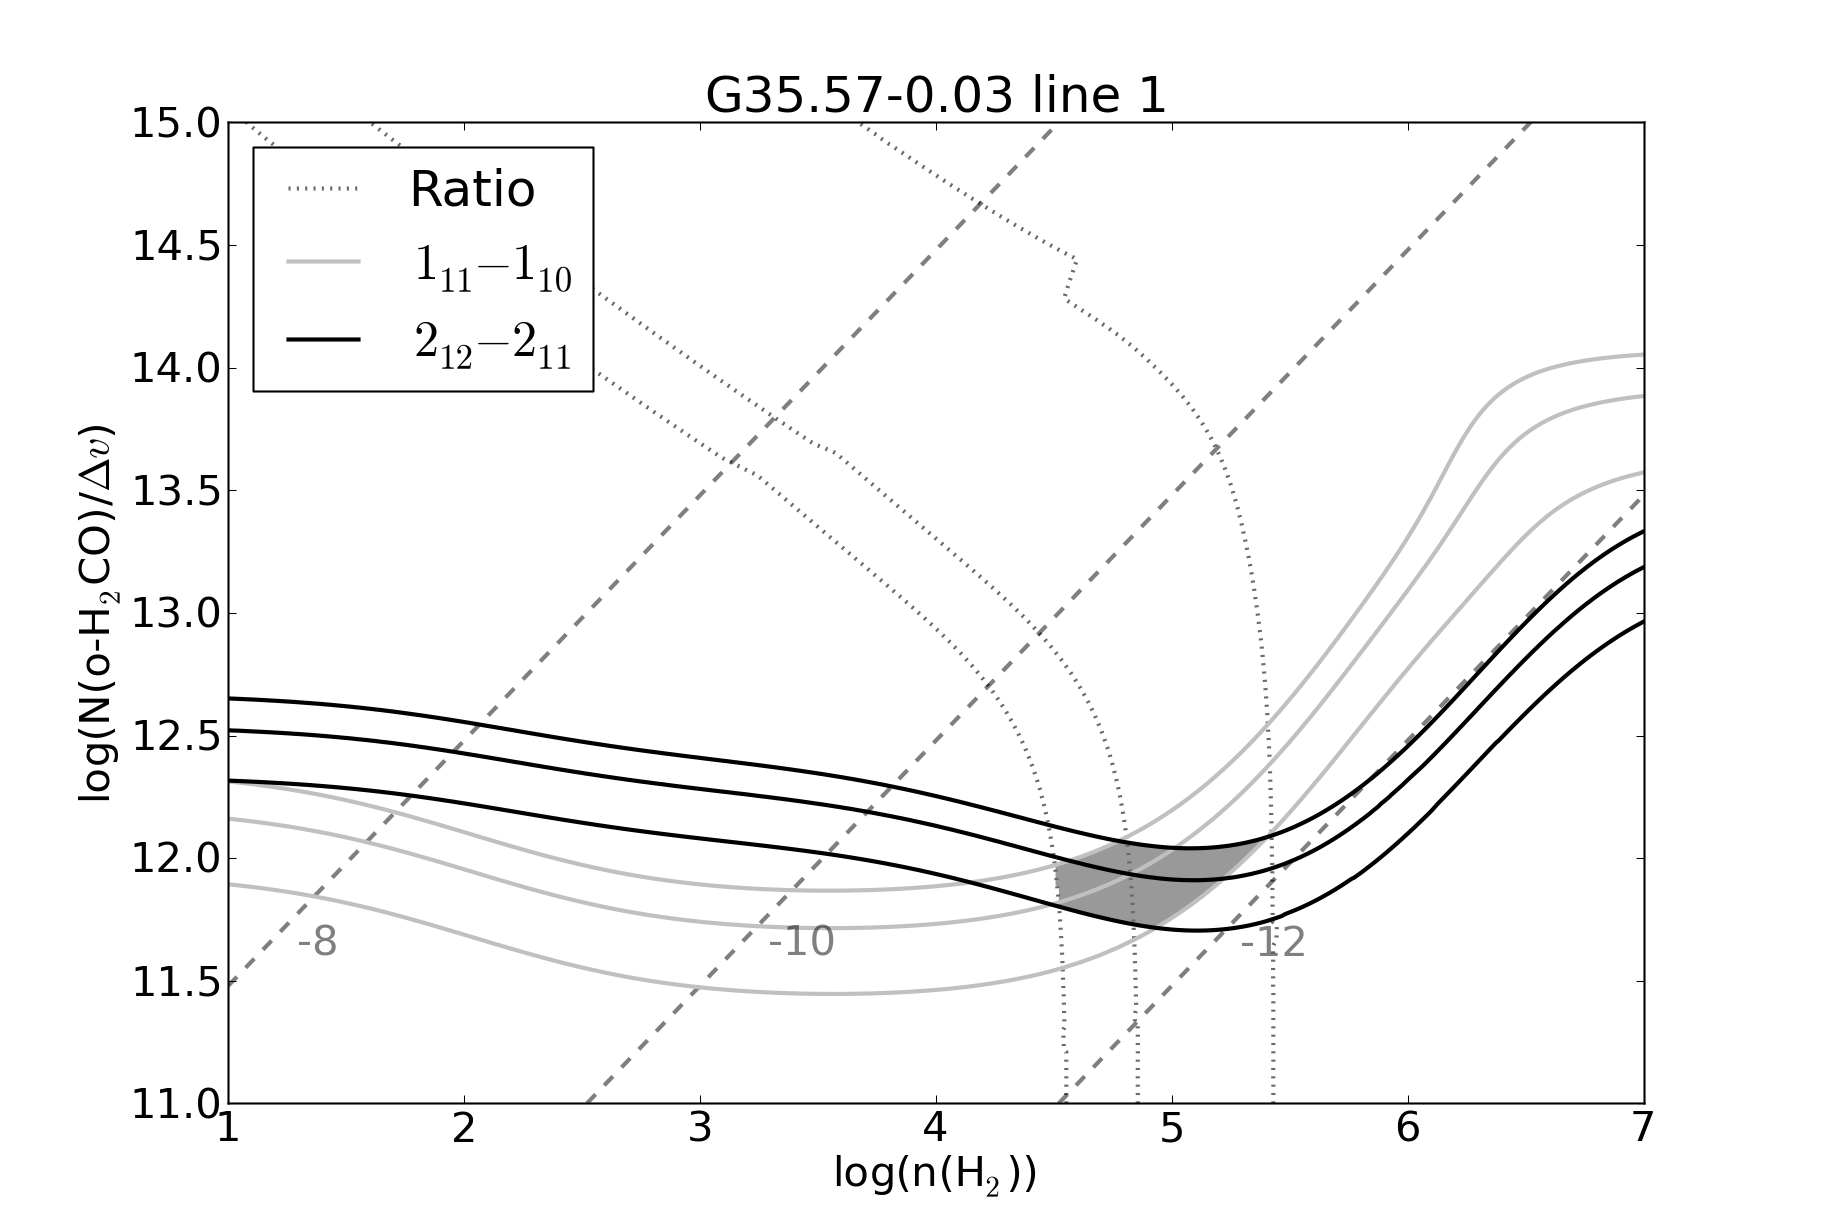 G35.57-0.03 line 1
15.0
14.5
14.0
13.5
13.0
12.5
12.0
11.5
11.0
log(N(o-H₂CO)/Δv)
Ratio
1₁₁−1₁₀
2₁₂−2₁₁
-8
-10
-12
1 2 3 4 5 6 7
log(n(H₂))